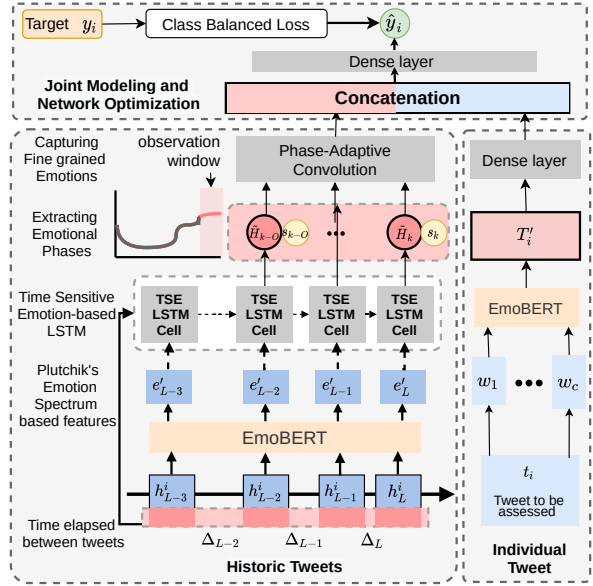 Target y_i
Class Balanced Loss
ŷ_i
Dense layer
Joint Modeling and
Network Optimization
Concatenation
Capturing
Fine grained
Emotions
observation
window
Phase-Adaptive
Convolution
Dense layer
Extracting
Emotional
Phases
H̃_{k-O}
s_{k-O}
•••
H̃_k
s_k
T_i'
Time Sensitive
Emotion-based
LSTM
TSE
LSTM
Cell
TSE
LSTM
Cell
TSE
LSTM
Cell
TSE
LSTM
Cell
EmoBERT
Plutchik's
Emotion
Spectrum
based features
e'_{L-3}
e'_{L-2}
e'_{L-1}
e'_L
w_1
•••
w_c
EmoBERT
h^i_{L-3}
h^i_{L-2}
h^i_{L-1}
h^i_L
t_i
Tweet to be
assessed
Time elapsed
between tweets
Δ_{L-2}
Δ_{L-1}
Δ_L
Historic Tweets
Individual
Tweet